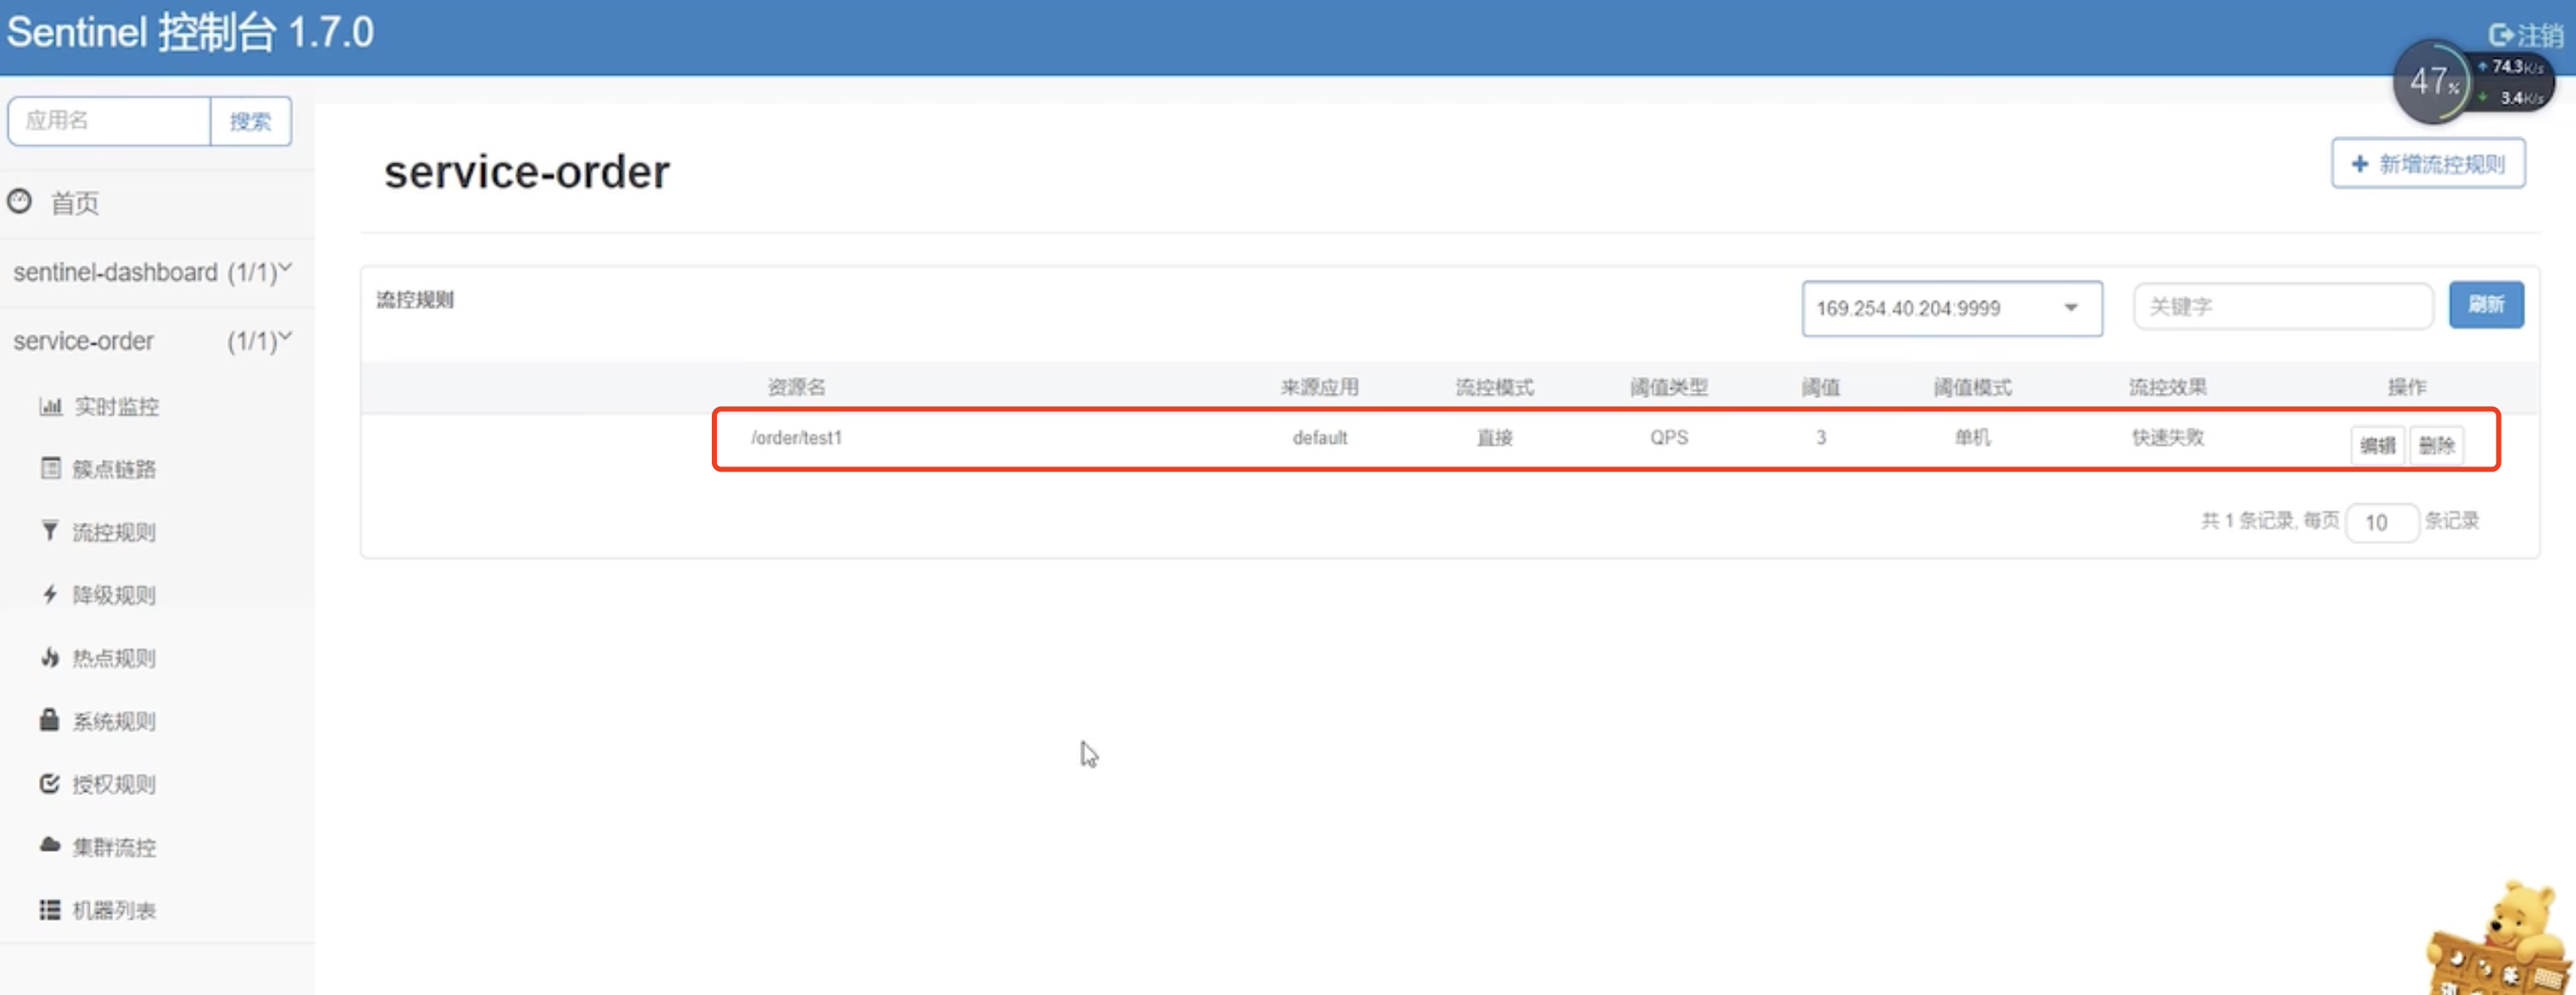 Sentinel 控制台 1.7.0
注销
47%
74.3K/s
3.4K/s
应用名
搜索
首页
sentinel-dashboard (1/1)
service-order (1/1)
实时监控
簇点链路
流控规则
降级规则
热点规则
系统规则
授权规则
集群流控
机器列表
service-order
新增流控规则
流控规则
169.254.40.204:9999
关键字
刷新
资源名 来源应用 流控模式 阈值类型 阈值 阈值模式 流控效果 操作
/order/test1 default 直接 QPS 3 单机 快速失败 编辑 删除
共 1 条记录, 每页 10 条记录